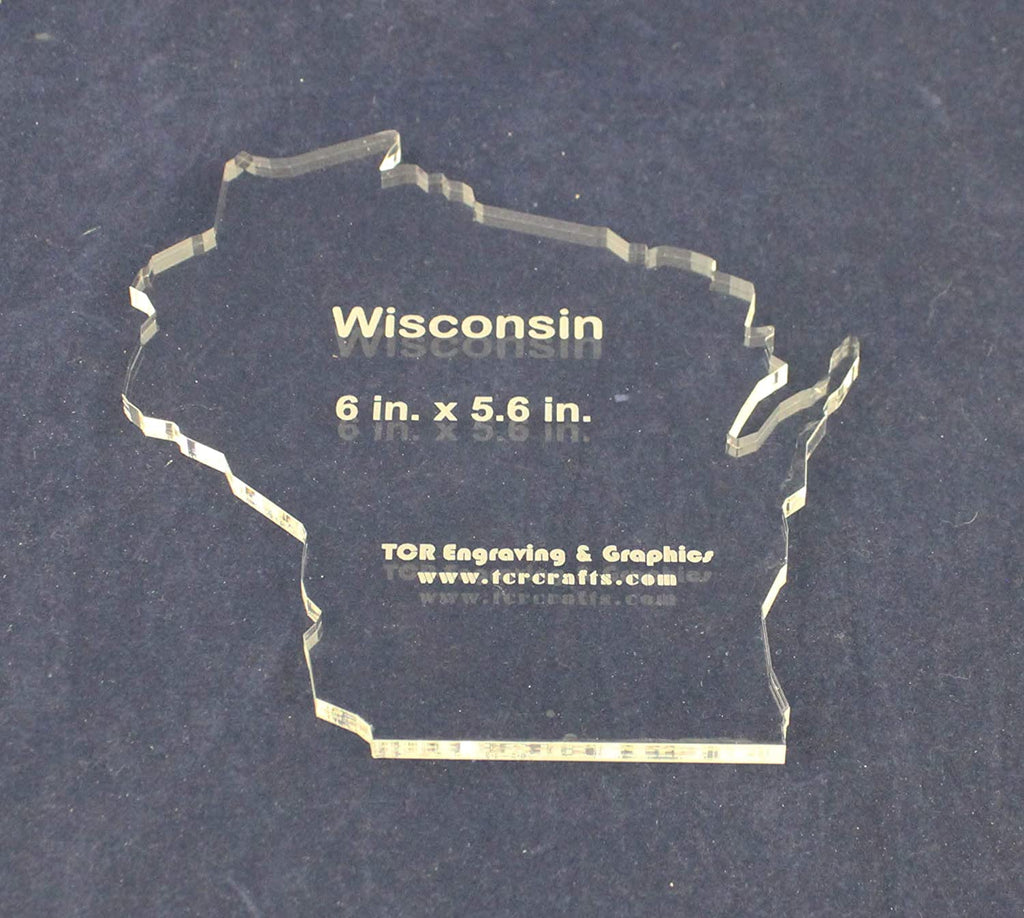 Wisconsin
6 in. x 5.6 in.
TCR Engraving & Graphics
www.tcrcrafts.com